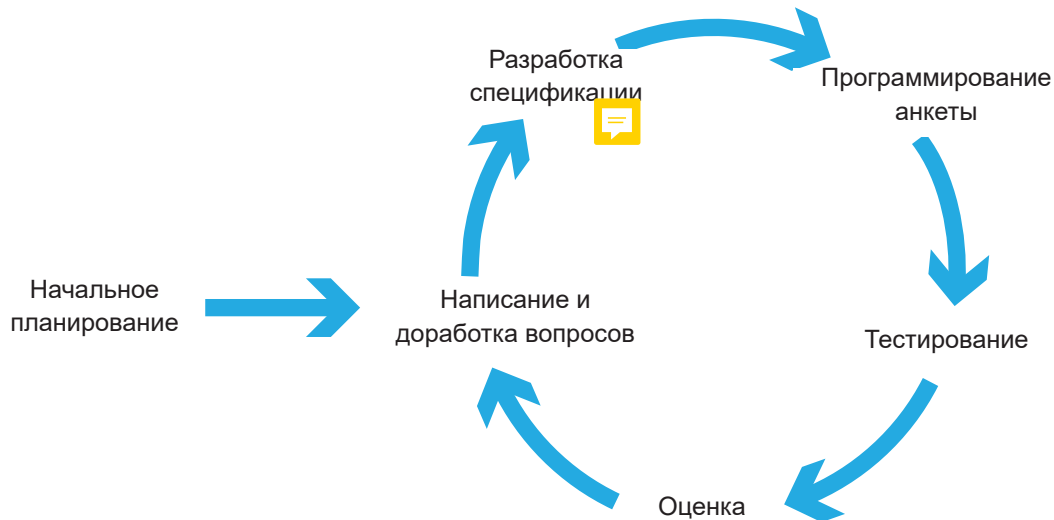 Начальное
планирование
Написание и
доработка вопросов
Разработка
спецификации
Программирование
анкеты
Тестирование
Оценка